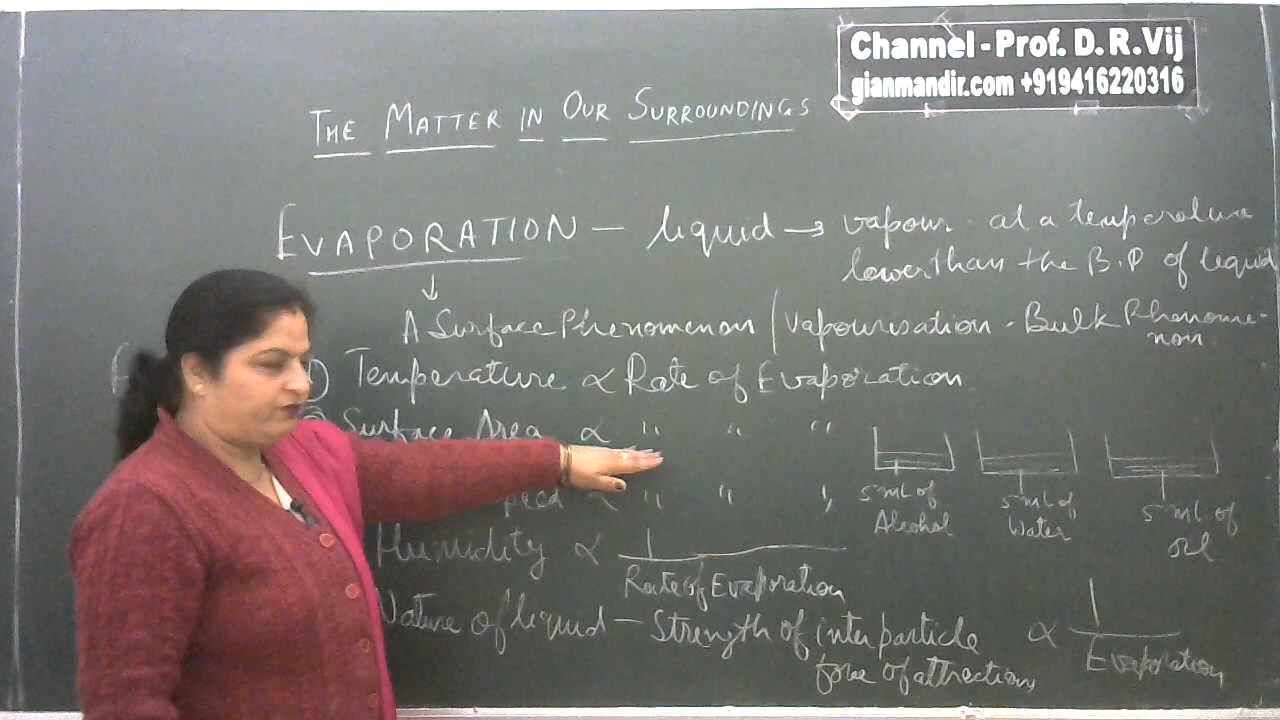 Channel - Prof. D. R. Vij
gianmandir.com +919416220316
THE MATTER IN OUR SURROUNDINGS
EVAPORATION — liquid → vapour at a temperature
lower than the B.P of liquid
↓
A Surface Phenomenon / Vapourisation - Bulk Phenome-
non
1) Temperature ∝ Rate of Evaporation
Surface Area ∝ " " "
peed ∝ " " "
5 mL of
Alcohol
5 mL of
Water
5 mL of
Oil
Humidity ∝ 1
Rate of Evaporation
Nature of liquid — Strength of interparticle
force of attraction
∝ 1
Evaporation